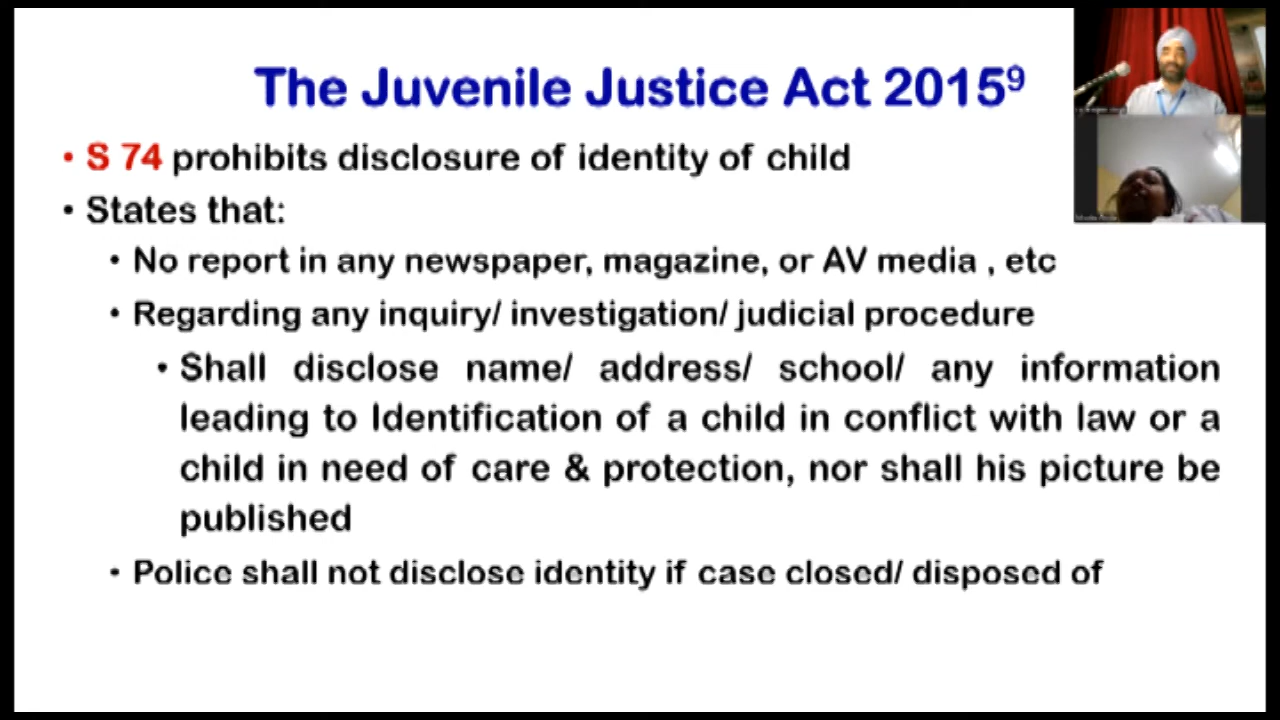 The Juvenile Justice Act 2015⁹
• S 74 prohibits disclosure of identity of child
• States that:
• No report in any newspaper, magazine, or AV media , etc
• Regarding any inquiry/ investigation/ judicial procedure
• Shall disclose name/ address/ school/ any information
leading to Identification of a child in conflict with law or a
child in need of care & protection, nor shall his picture be
published
• Police shall not disclose identity if case closed/ disposed of